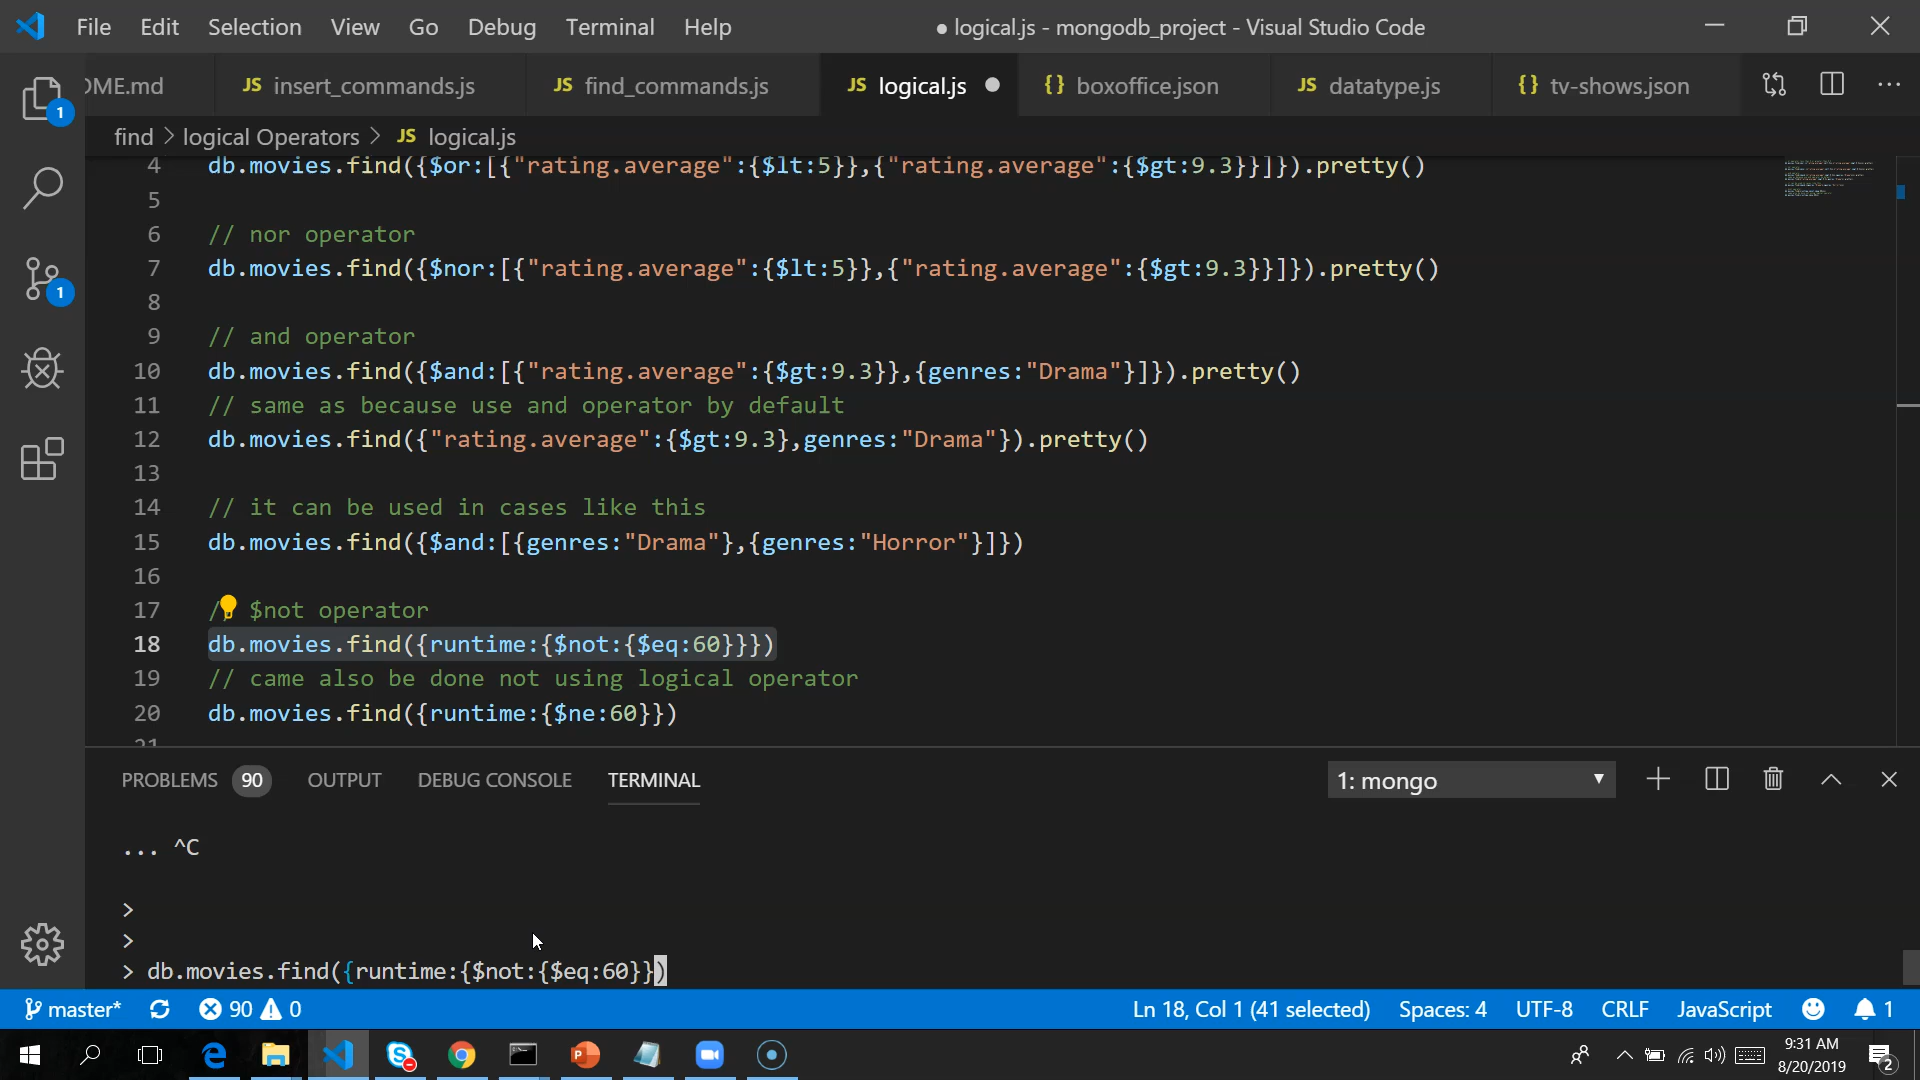 File Edit Selection View Go Debug Terminal Help ● logical.js - mongodb_project - Visual Studio Code
OME.md JS insert_commands.js JS find_commands.js JS logical.js {} boxoffice.json JS datatype.js {} tv-shows.json
find > logical Operators > JS logical.js
4 db.movies.find({$or:[{"rating.average":{$lt:5}},{"rating.average":{$gt:9.3}}]}).pretty()
5
6 // nor operator
7 db.movies.find({$nor:[{"rating.average":{$lt:5}},{"rating.average":{$gt:9.3}}]}).pretty()
8
9 // and operator
10 db.movies.find({$and:[{"rating.average":{$gt:9.3}},{genres:"Drama"}]}).pretty()
11 // same as because use and operator by default
12 db.movies.find({"rating.average":{$gt:9.3},genres:"Drama"}).pretty()
13
14 // it can be used in cases like this
15 db.movies.find({$and:[{genres:"Drama"},{genres:"Horror"}]})
16
17 / $not operator
18 db.movies.find({runtime:{$not:{$eq:60}}})
19 // came also be done not using logical operator
20 db.movies.find({runtime:{$ne:60}})
21
PROBLEMS 90 OUTPUT DEBUG CONSOLE TERMINAL 1: mongo
... ^C
>
>
> db.movies.find({runtime:{$not:{$eq:60}})
master* 90 0 Ln 18, Col 1 (41 selected) Spaces: 4 UTF-8 CRLF JavaScript 1
9:31 AM
8/20/2019
2
1
1